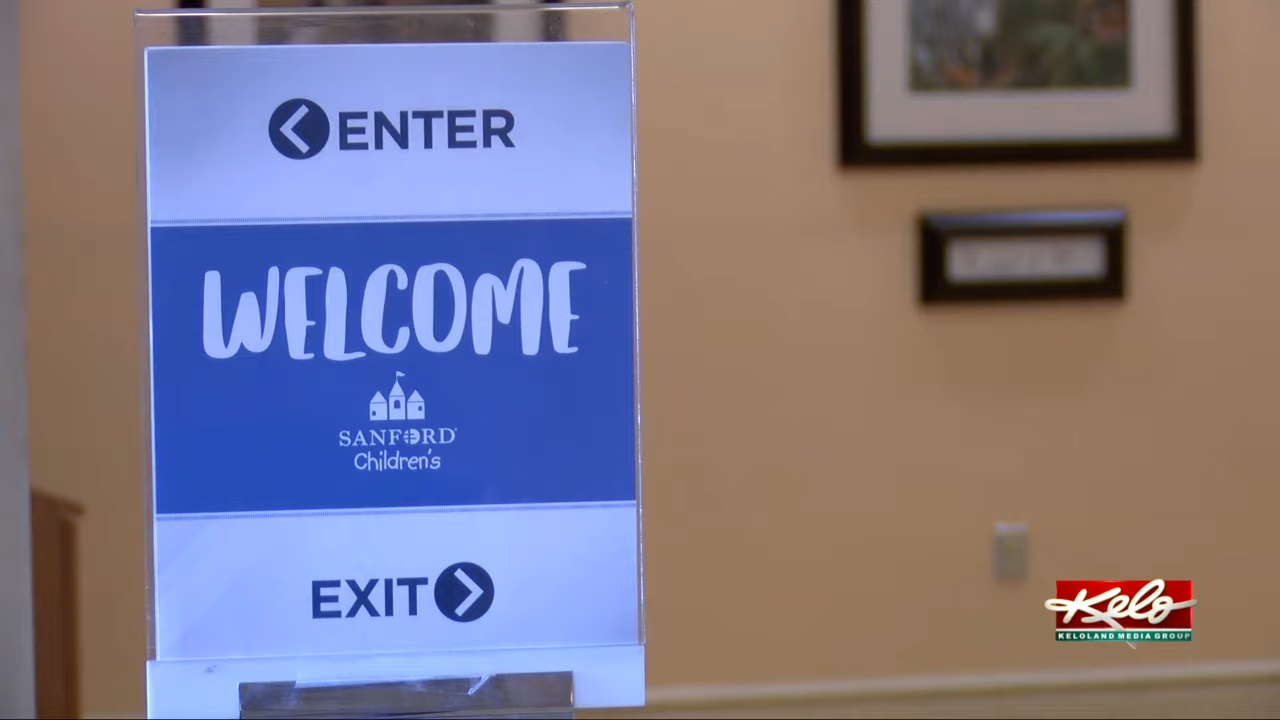 ENTER
WELCOME
SANFORD
Children's
EXIT
Kelo
KELOLAND MEDIA GROUP